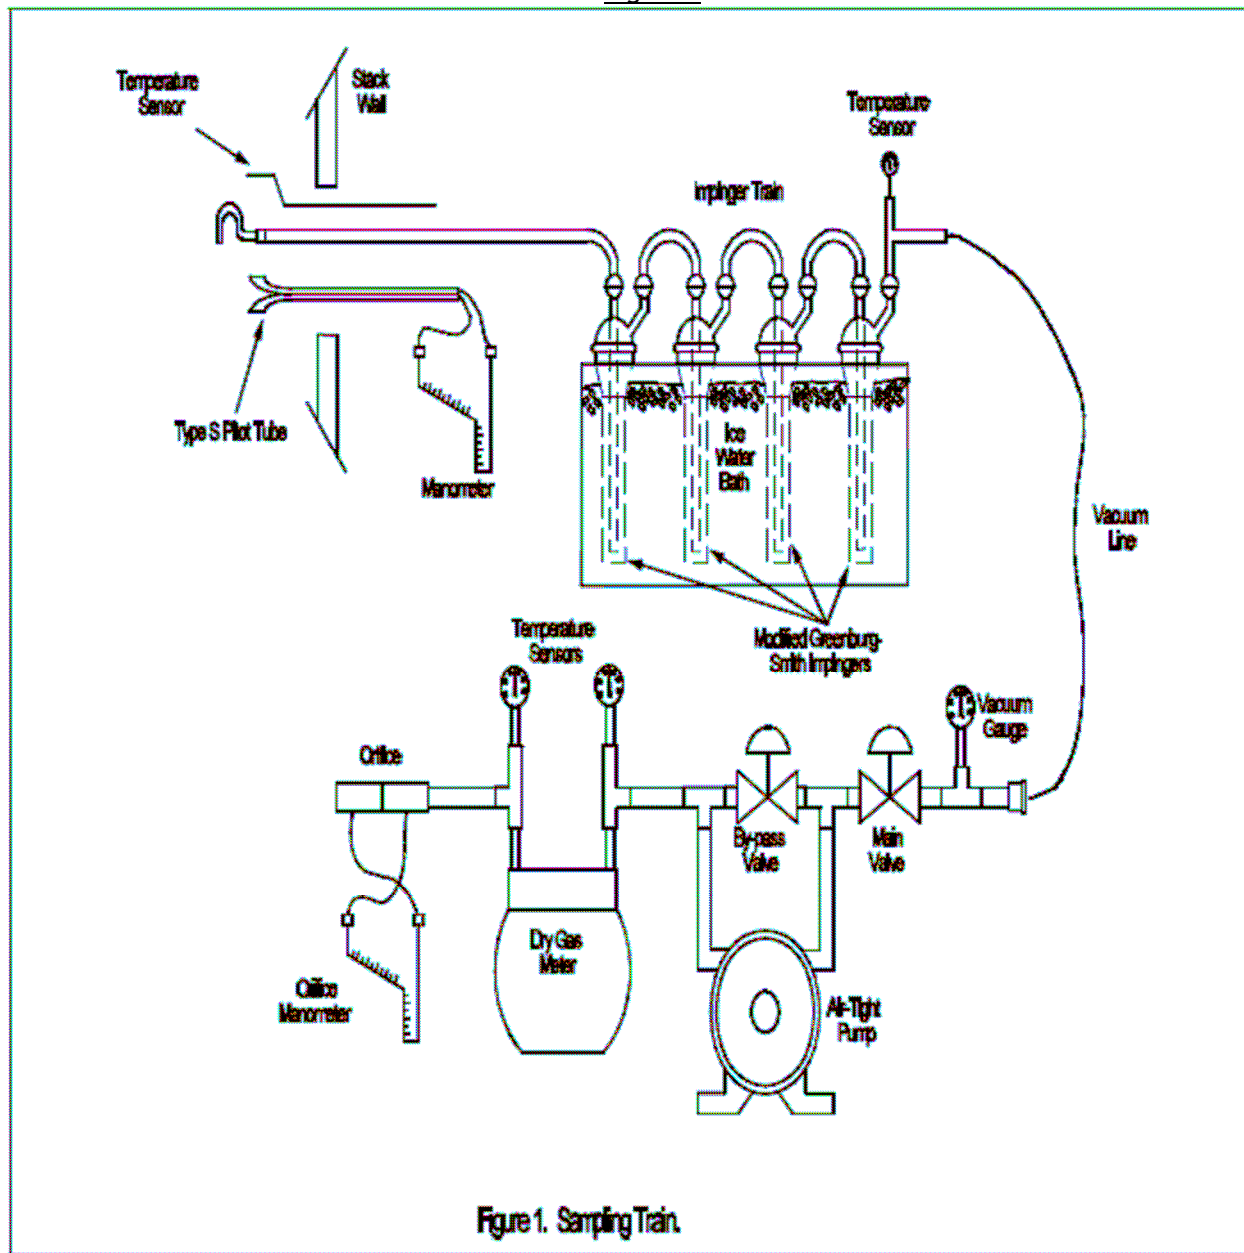 Temperature
Sensor
Stack
Wall
Temperature
Sensor
Impinger Train
Type S Pitot Tube
Manometer
Ice
Water
Bath
Vacuum
Line
Modified Greenburg-
Smith Impingers
Temperature
Sensors
Vacuum
Gauge
Orifice
By-pass
Valve
Main
Valve
Dry Gas
Meter
Orifice
Manometer
Air-Tight
Pump
Figure 1. Sampling Train.